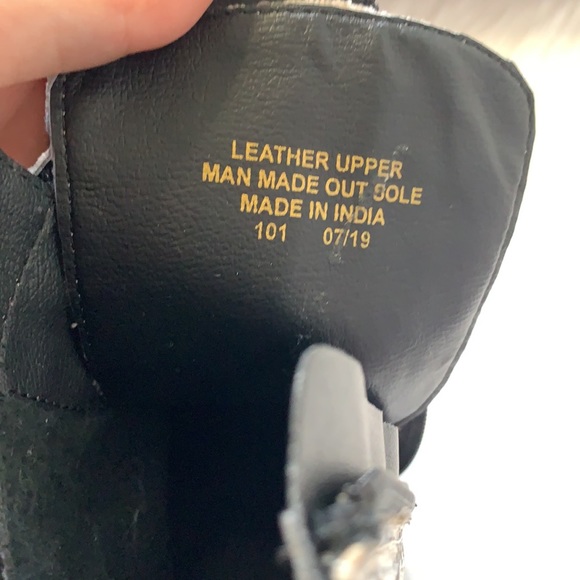 LEATHER UPPER
MAN MADE OUT SOLE
MADE IN INDIA
101 07/19